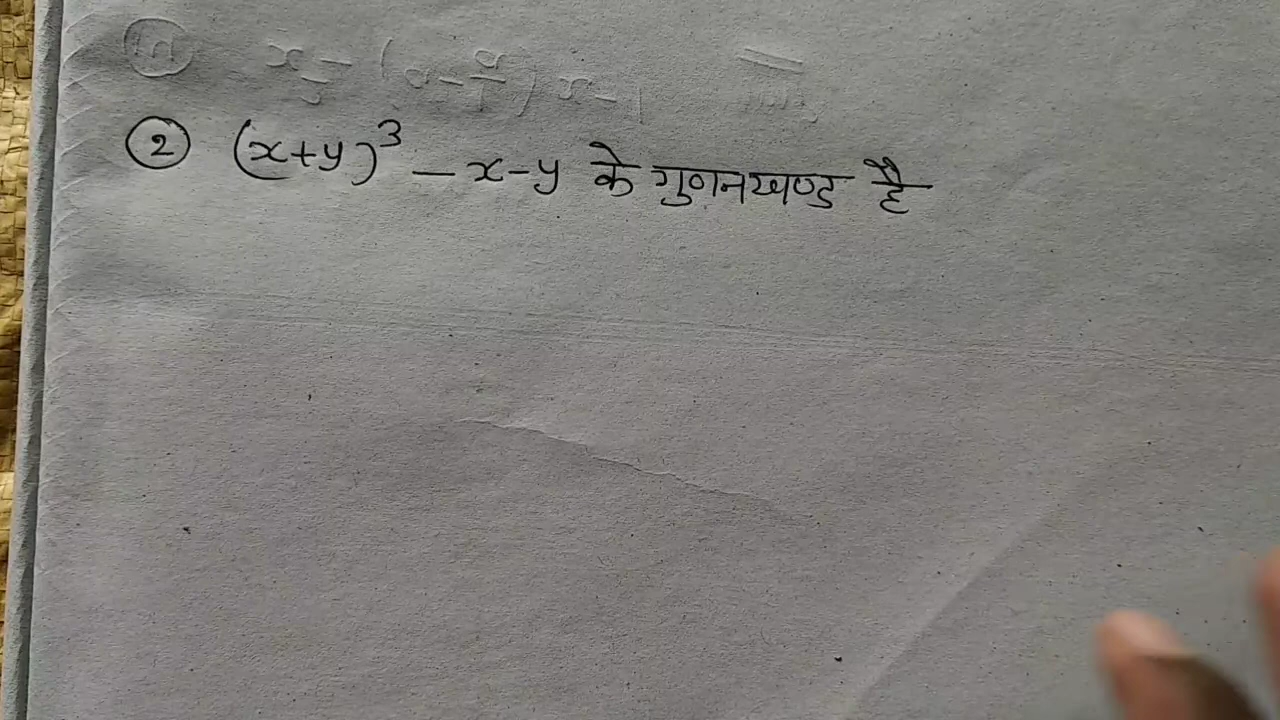 ② (x+y)³ - x-y के गुणनखण्ड है